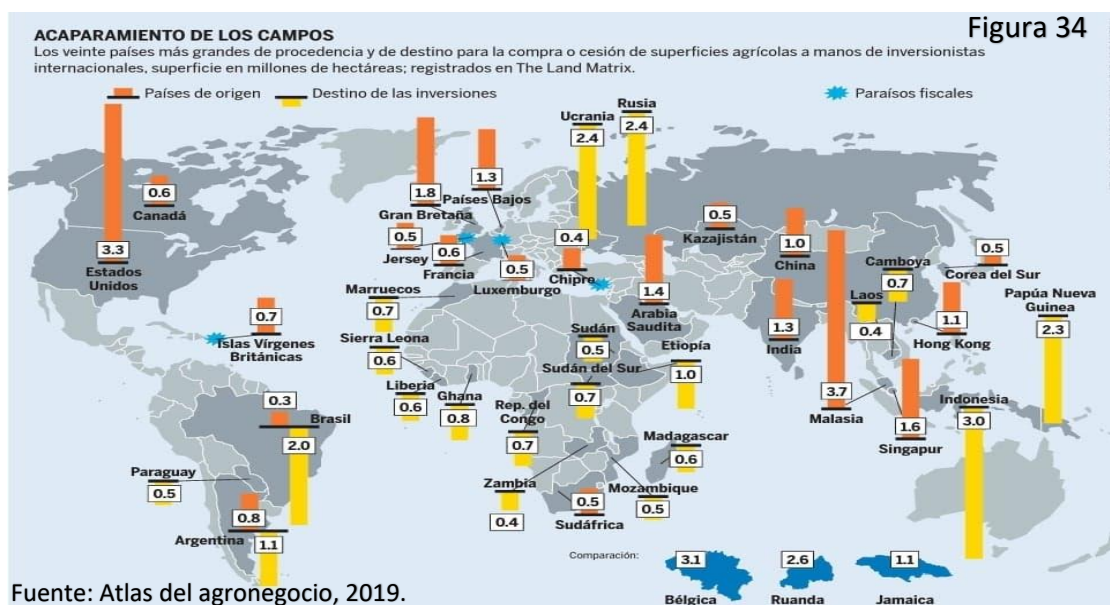 Figura 34
ACAPARAMIENTO DE LOS CAMPOS
Los veinte países más grandes de procedencia y de destino para la compra o cesión de superficies agrícolas a manos de inversionistas
internacionales, superficie en millones de hectáreas; registrados en The Land Matrix.
Países de origen
Destino de las inversiones
Paraísos fiscales
3.3
Estados
Unidos
0.6
Canadá
1.8
Gran Bretaña
1.3
Países Bajos
Ucrania
2.4
Rusia
2.4
0.5
Jersey
0.6
Francia
0.5
Luxemburgo
0.4
Chipre
1.4
Arabia
Saudita
0.5
Kazajistán
1.0
China
Camboya
0.7
0.5
Corea del Sur
0.7
Islas Vírgenes
Británicas
Marruecos
0.7
Sierra Leona
0.6
Liberia
0.6
Ghana
0.8
Sudán
0.5
Sudán del Sur
0.7
Etiopía
1.0
1.3
India
Laos
0.4
1.1
Hong Kong
Papúa Nueva
Guinea
2.3
3.7
Malasia
1.6
Singapur
Indonesia
3.0
0.3
Brasil
2.0
Paraguay
0.5
0.8
Argentina
1.1
Rep. del
Congo
0.7
Zambia
0.4
0.5
Sudáfrica
Madagascar
0.6
Mozambique
0.5
Comparación:
3.1
Bélgica
2.6
Ruanda
1.1
Jamaica
Fuente: Atlas del agronegocio, 2019.